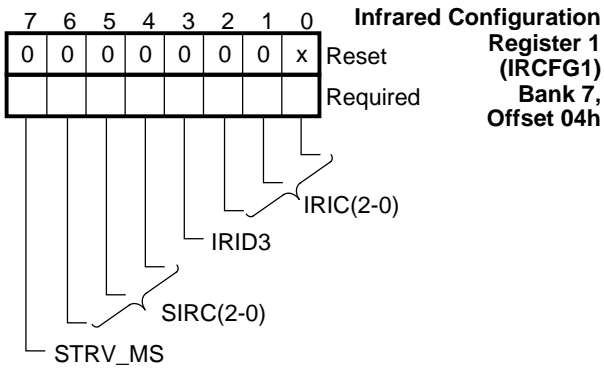 7 6 5 4 3 2 1 0
0 0 0 0 0 0 0 x Reset
Required
Infrared Configuration
Register 1
(IRCFG1)
Bank 7,
Offset 04h
IRIC(2-0)
IRID3
SIRC(2-0)
STRV_MS